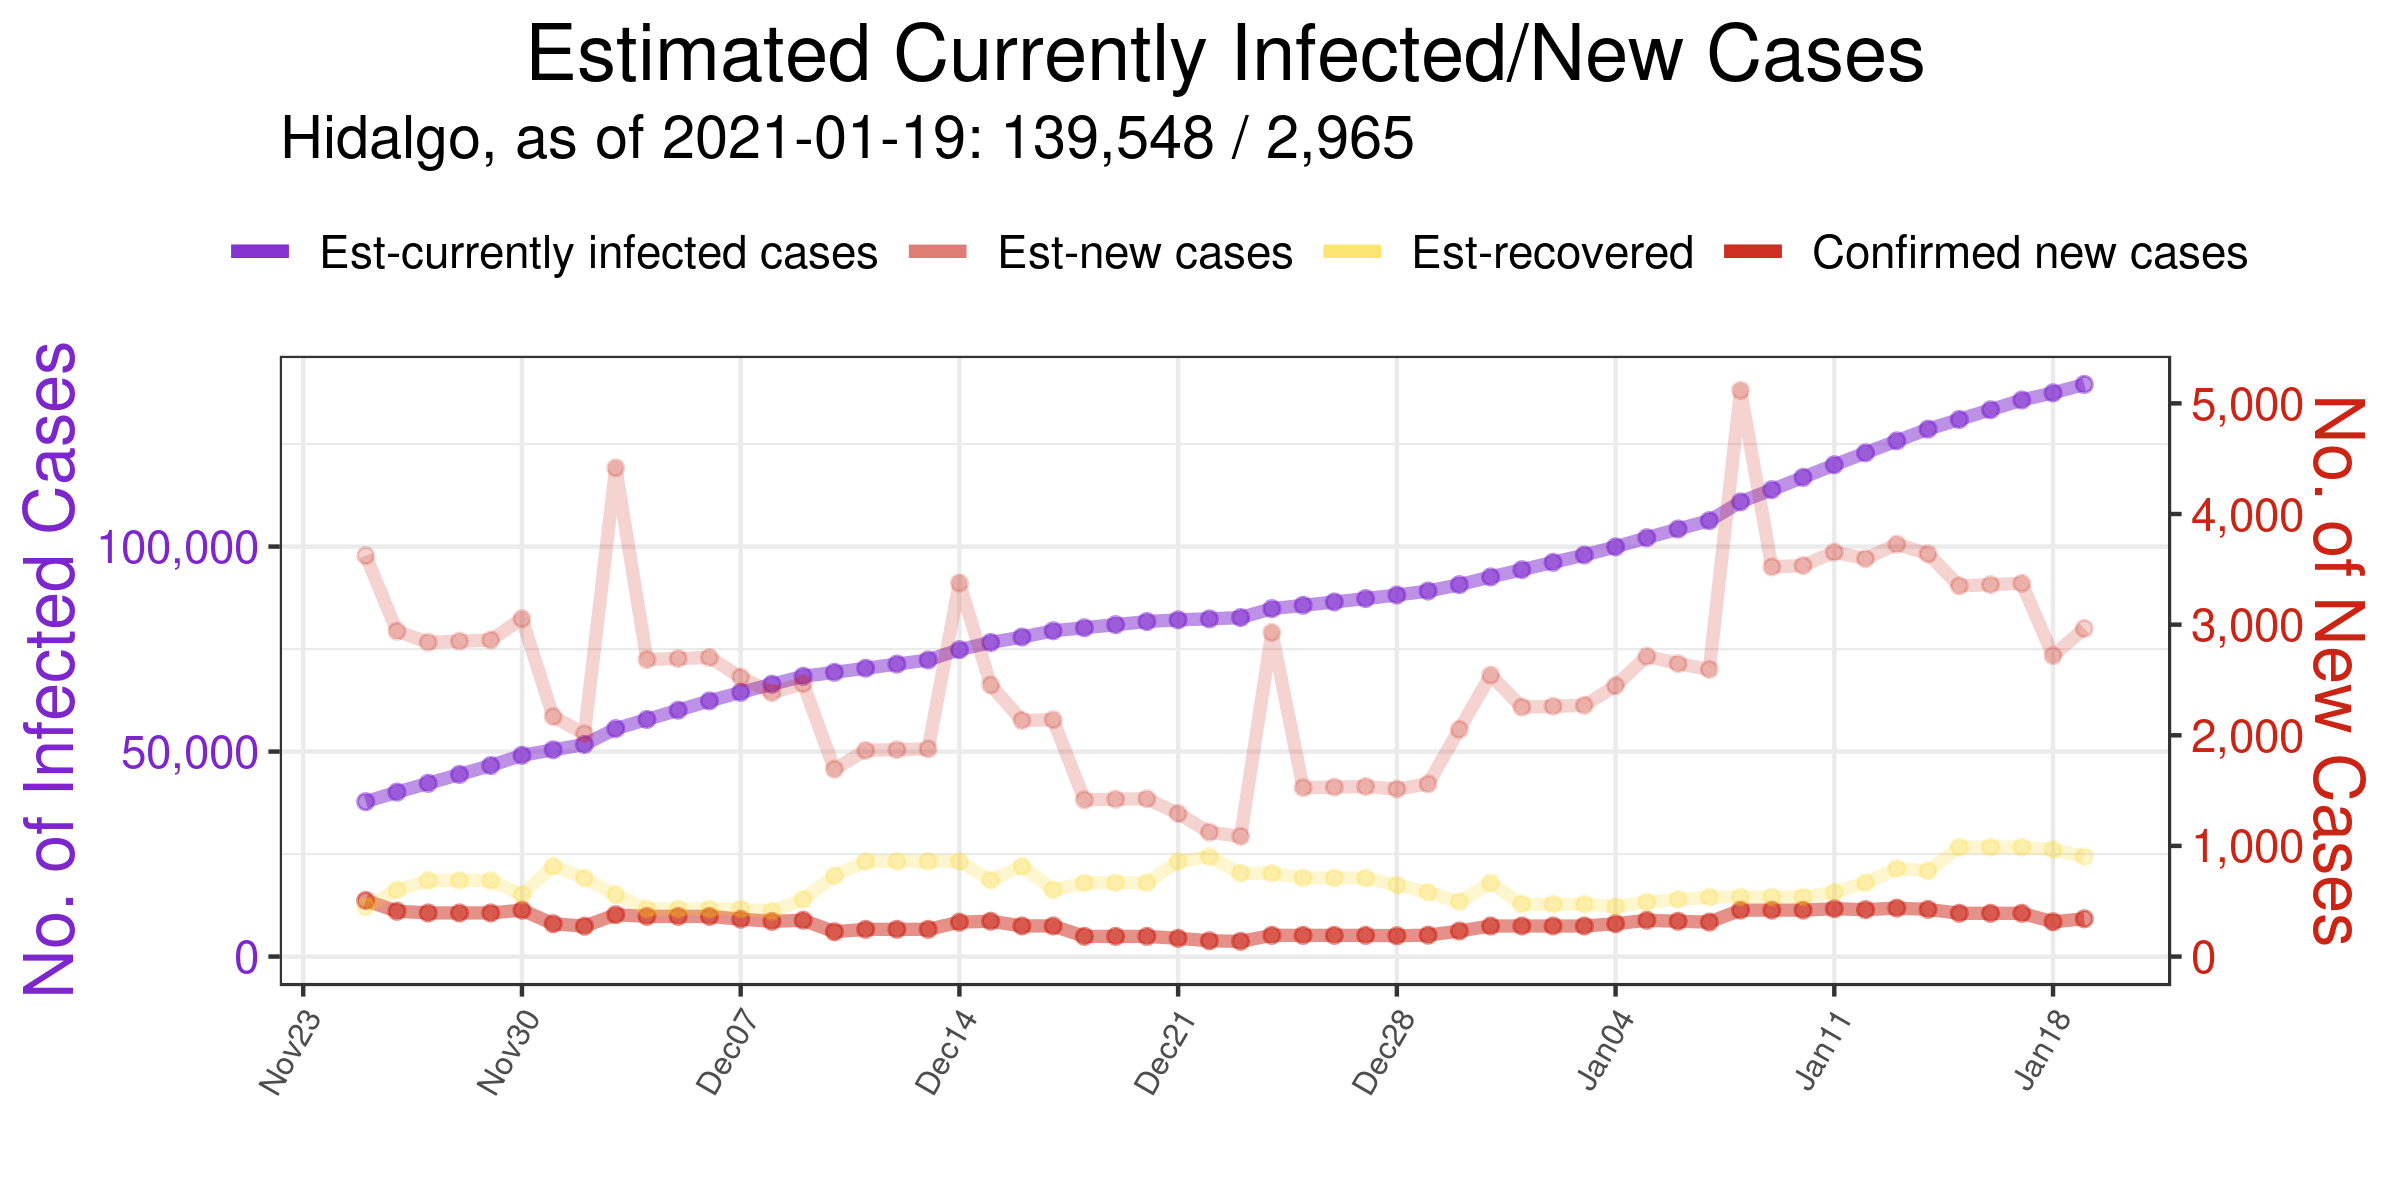 Estimated Currently Infected/New Cases
Hidalgo, as of 2021-01-19: 139,548 / 2,965
Est-currently infected cases Est-new cases Est-recovered Confirmed new cases
No. of Infected Cases
100,000
50,000
0
5,000
4,000
3,000
2,000
1,000
0
No. of New Cases
Nov23 Nov30 Dec07 Dec14 Dec21 Dec28 Jan04 Jan11 Jan18